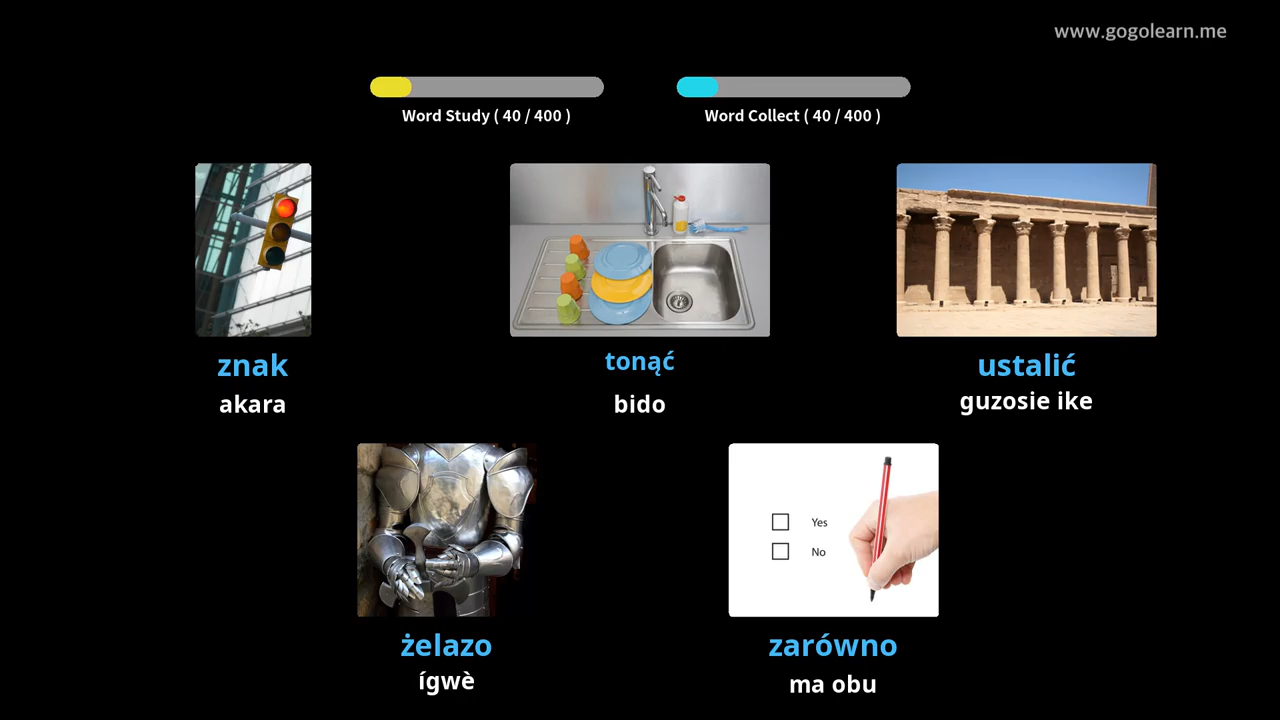 www.gogolearn.me
Word Study ( 40 / 400 )
Word Collect ( 40 / 400 )
znak
akara
tonąć
bido
ustalić
guzosie ike
Yes
No
żelazo
ígwè
zarówno
ma obu